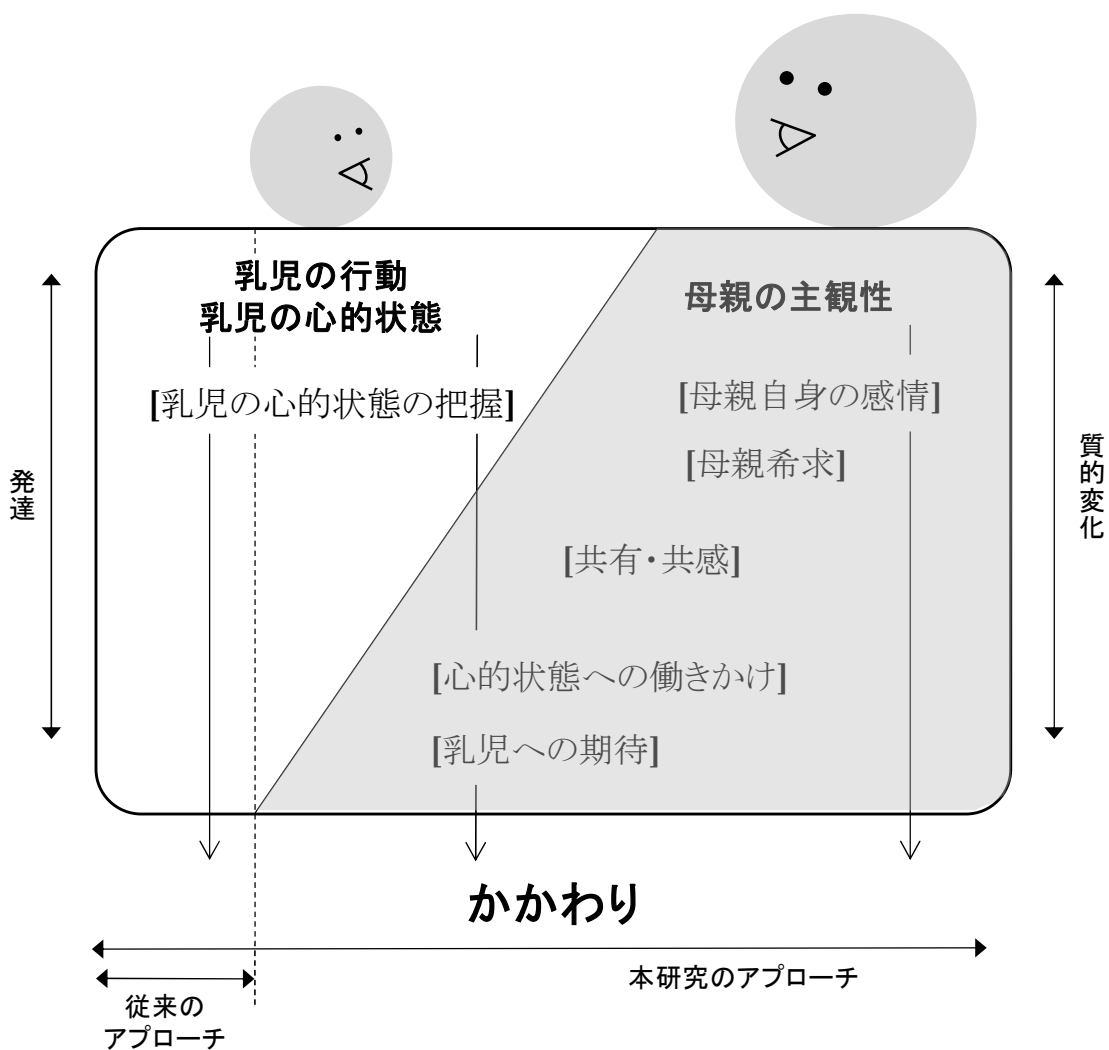 乳児の行動
乳児の心的状態
母親の主観性
[乳児の心的状態の把握]
[母親自身の感情]
[母親希求]
[共有・共感]
[心的状態への働きかけ]
[乳児への期待]
発達
質的変化
かかわり
本研究のアプローチ
従来の
アプローチ